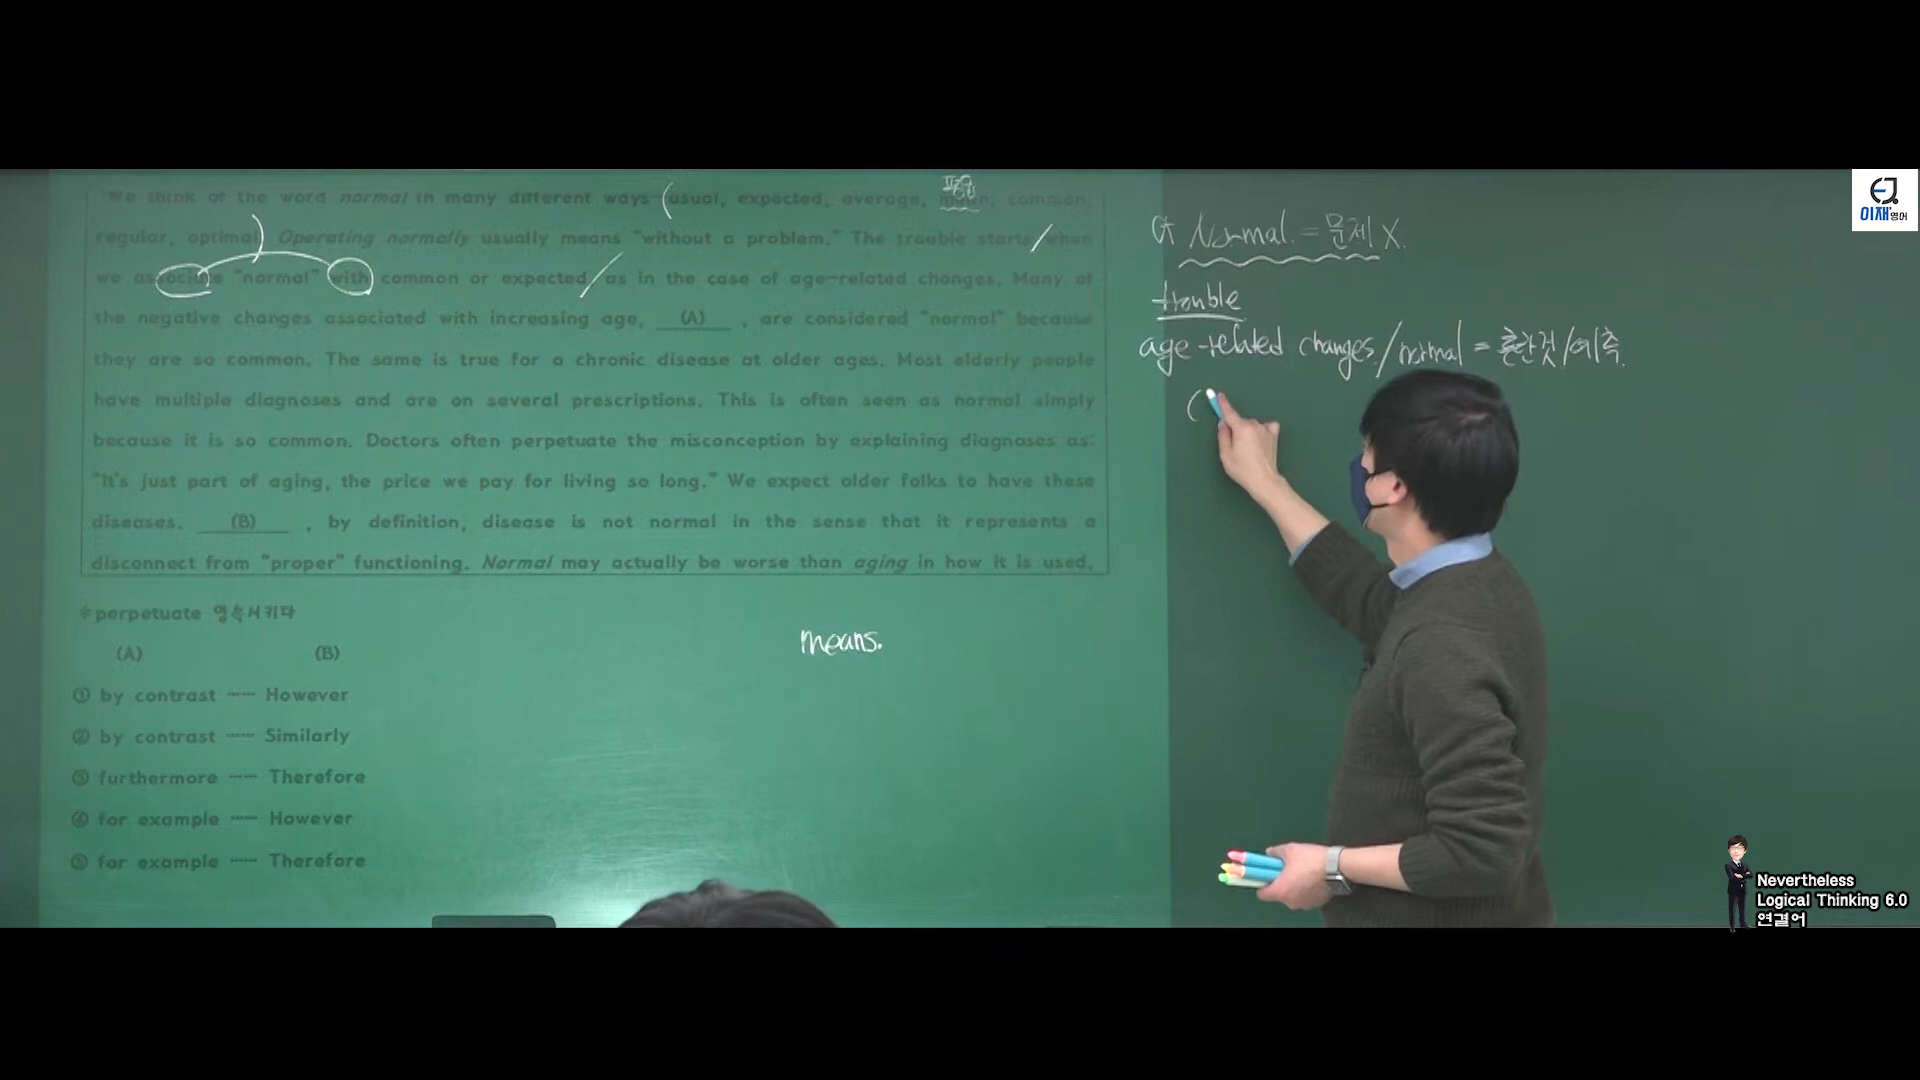 We think of the word normal in many different ways (usual, expected, average, mean, common,
regular, optimal). Operating normally usually means "without a problem." The trouble starts when
we associate "normal" with common or expected, as in the case of age-related changes. Many of
the negative changes associated with increasing age, (A) , are considered "normal" because
they are so common. The same is true for a chronic disease at older ages. Most elderly people
have multiple diagnoses and are on several prescriptions. This is often seen as normal simply
because it is so common. Doctors often perpetuate the misconception by explaining diagnoses as:
"It's just part of aging, the price we pay for living so long." We expect older folks to have these
diseases. (B) , by definition, disease is not normal in the sense that it represents a
disconnect from "proper" functioning. Normal may actually be worse than aging in how it is used.
*perpetuate 영속시키다
(A) (B)
① by contrast ····· However
② by contrast ····· Similarly
③ furthermore ····· Therefore
④ for example ····· However
⑤ for example ····· Therefore
평균
means.
Normal = 문제 X.
trouble
age-related changes / normal = 흔한것 / 예측.
(
이재영어
Nevertheless
Logical Thinking 6.0
연결어